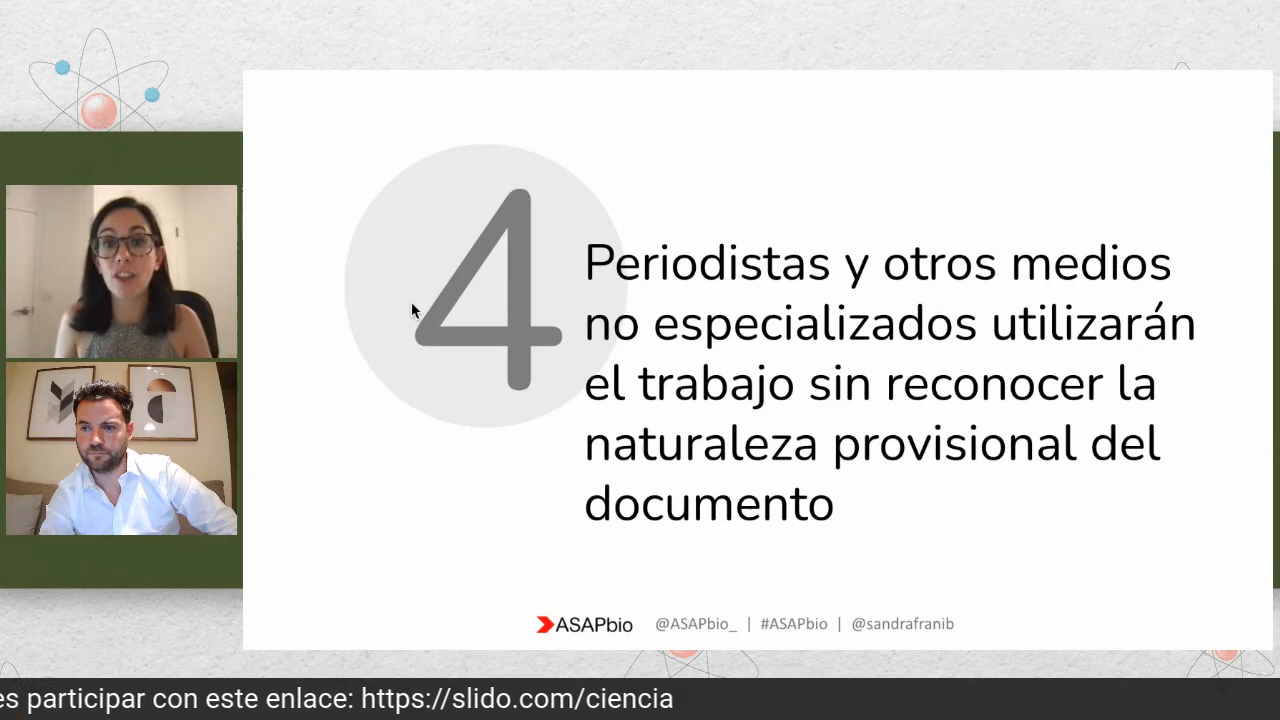 4
Periodistas y otros medios
no especializados utilizarán
el trabajo sin reconocer la
naturaleza provisional del
documento
ASAPbio @ASAPbio_ | #ASAPbio | @sandrafranib
es participar con este enlace: https://slido.com/ciencia